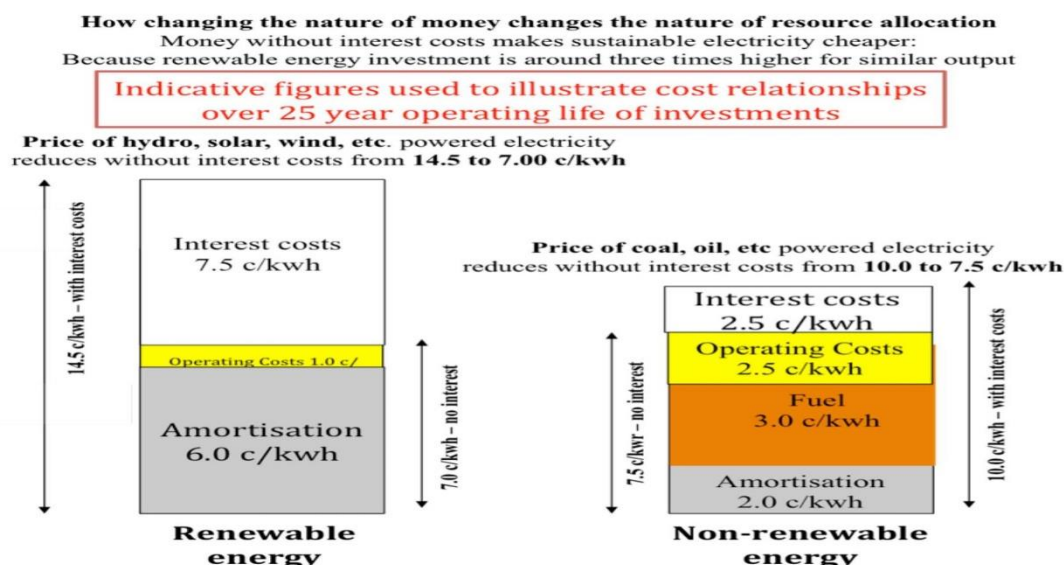 How changing the nature of money changes the nature of resource allocation
Money without interest costs makes sustainable electricity cheaper:
Because renewable energy investment is around three times higher for similar output
Indicative figures used to illustrate cost relationships
over 25 year operating life of investments
Price of hydro, solar, wind, etc. powered electricity
reduces without interest costs from 14.5 to 7.00 c/kwh
14.5 c/kwh – with interest costs
Interest costs
7.5 c/kwh
Operating Costs 1.0 c/
Amortisation
6.0 c/kwh
7.0 c/kwh – no interest
Renewable
energy
Price of coal, oil, etc powered electricity
reduces without interest costs from 10.0 to 7.5 c/kwh
7.5 c/kwr – no interest
Interest costs
2.5 c/kwh
Operating Costs
2.5 c/kwh
Fuel
3.0 c/kwh
Amortisation
2.0 c/kwh
10.0 c/kwh – with interest costs
Non-renewable
energy